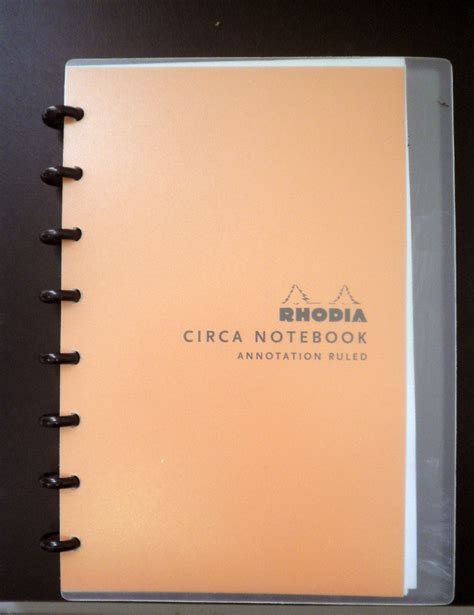 RHODIA
CIRCA NOTEBOOK
ANNOTATION RULED